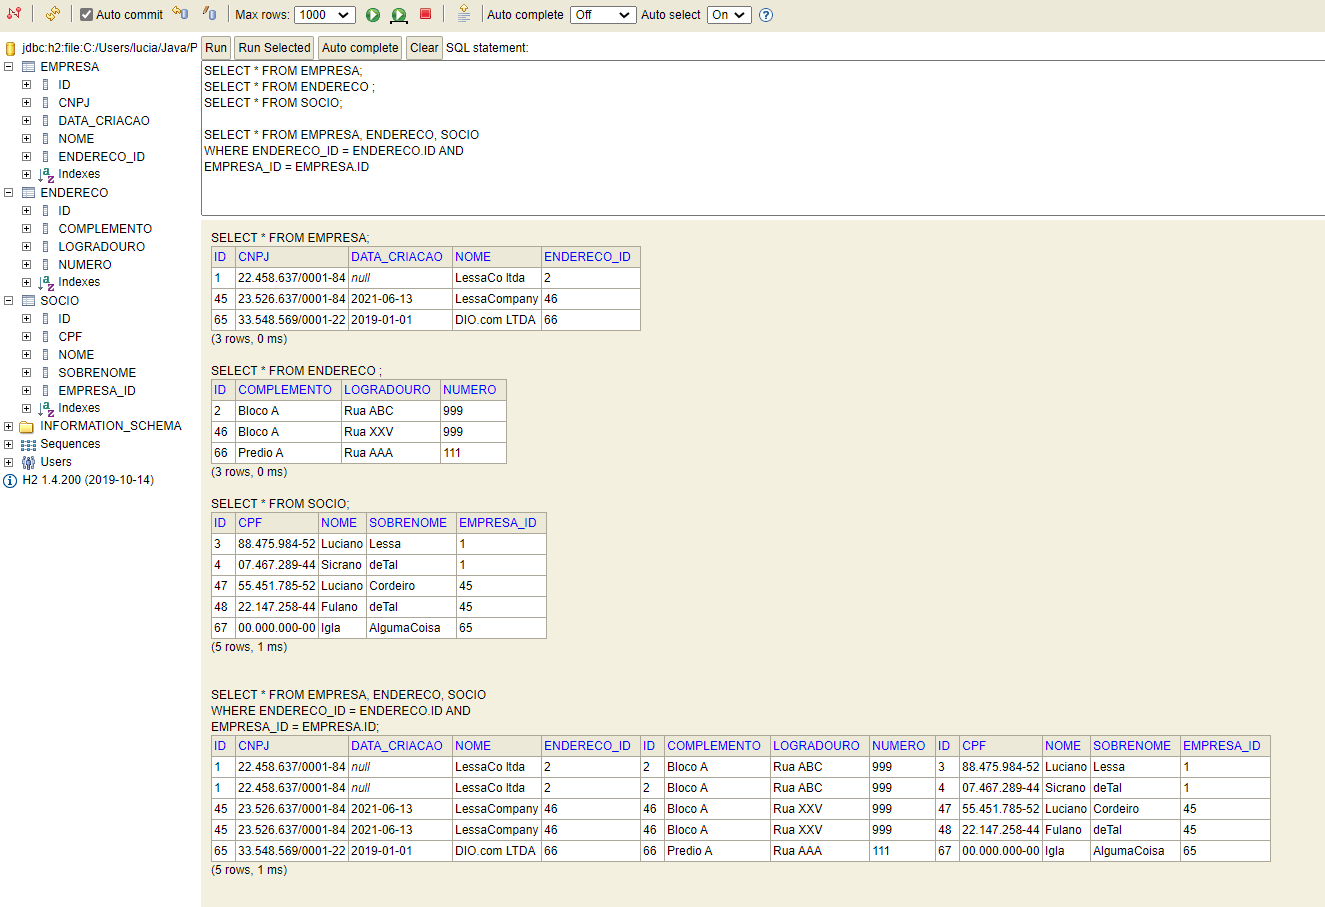 Auto commit Max rows: 1000 Auto complete Off Auto select On ?
jdbc:h2:file:C:/Users/lucia/Java/P
EMPRESA
ID
CNPJ
DATA_CRIACAO
NOME
ENDERECO_ID
Indexes
ENDERECO
ID
COMPLEMENTO
LOGRADOURO
NUMERO
Indexes
SOCIO
ID
CPF
NOME
SOBRENOME
EMPRESA_ID
Indexes
INFORMATION_SCHEMA
Sequences
Users
H2 1.4.200 (2019-10-14)
Run Run Selected Auto complete Clear SQL statement:
SELECT * FROM EMPRESA;
SELECT * FROM ENDERECO ;
SELECT * FROM SOCIO;
SELECT * FROM EMPRESA, ENDERECO, SOCIO
WHERE ENDERECO_ID = ENDERECO.ID AND
EMPRESA_ID = EMPRESA.ID
SELECT * FROM EMPRESA;
ID CNPJ DATA_CRIACAO NOME ENDERECO_ID
1 22.458.637/0001-84 null LessaCo ltda 2
45 23.526.637/0001-84 2021-06-13 LessaCompany 46
65 33.548.569/0001-22 2019-01-01 DIO.com LTDA 66
(3 rows, 0 ms)
SELECT * FROM ENDERECO ;
ID COMPLEMENTO LOGRADOURO NUMERO
2 Bloco A Rua ABC 999
46 Bloco A Rua XXV 999
66 Predio A Rua AAA 111
(3 rows, 0 ms)
SELECT * FROM SOCIO;
ID CPF NOME SOBRENOME EMPRESA_ID
3 88.475.984-52 Luciano Lessa 1
4 07.467.289-44 Sicrano deTal 1
47 55.451.785-52 Luciano Cordeiro 45
48 22.147.258-44 Fulano deTal 45
67 00.000.000-00 Igla AlgumaCoisa 65
(5 rows, 1 ms)
SELECT * FROM EMPRESA, ENDERECO, SOCIO
WHERE ENDERECO_ID = ENDERECO.ID AND
EMPRESA_ID = EMPRESA.ID;
ID CNPJ DATA_CRIACAO NOME ENDERECO_ID ID COMPLEMENTO LOGRADOURO NUMERO ID CPF NOME SOBRENOME EMPRESA_ID
1 22.458.637/0001-84 null LessaCo ltda 2 2 Bloco A Rua ABC 999 3 88.475.984-52 Luciano Lessa 1
1 22.458.637/0001-84 null LessaCo ltda 2 2 Bloco A Rua ABC 999 4 07.467.289-44 Sicrano deTal 1
45 23.526.637/0001-84 2021-06-13 LessaCompany 46 46 Bloco A Rua XXV 999 47 55.451.785-52 Luciano Cordeiro 45
45 23.526.637/0001-84 2021-06-13 LessaCompany 46 46 Bloco A Rua XXV 999 48 22.147.258-44 Fulano deTal 45
65 33.548.569/0001-22 2019-01-01 DIO.com LTDA 66 66 Predio A Rua AAA 111 67 00.000.000-00 Igla AlgumaCoisa 65
(5 rows, 1 ms)